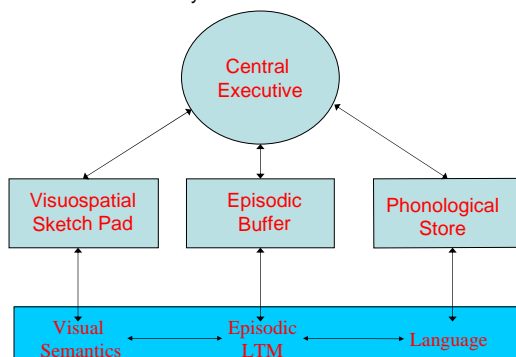 Central
Executive
Visuospatial
Sketch Pad
Episodic
Buffer
Phonological
Store
Visual
Semantics
Episodic
LTM
Language